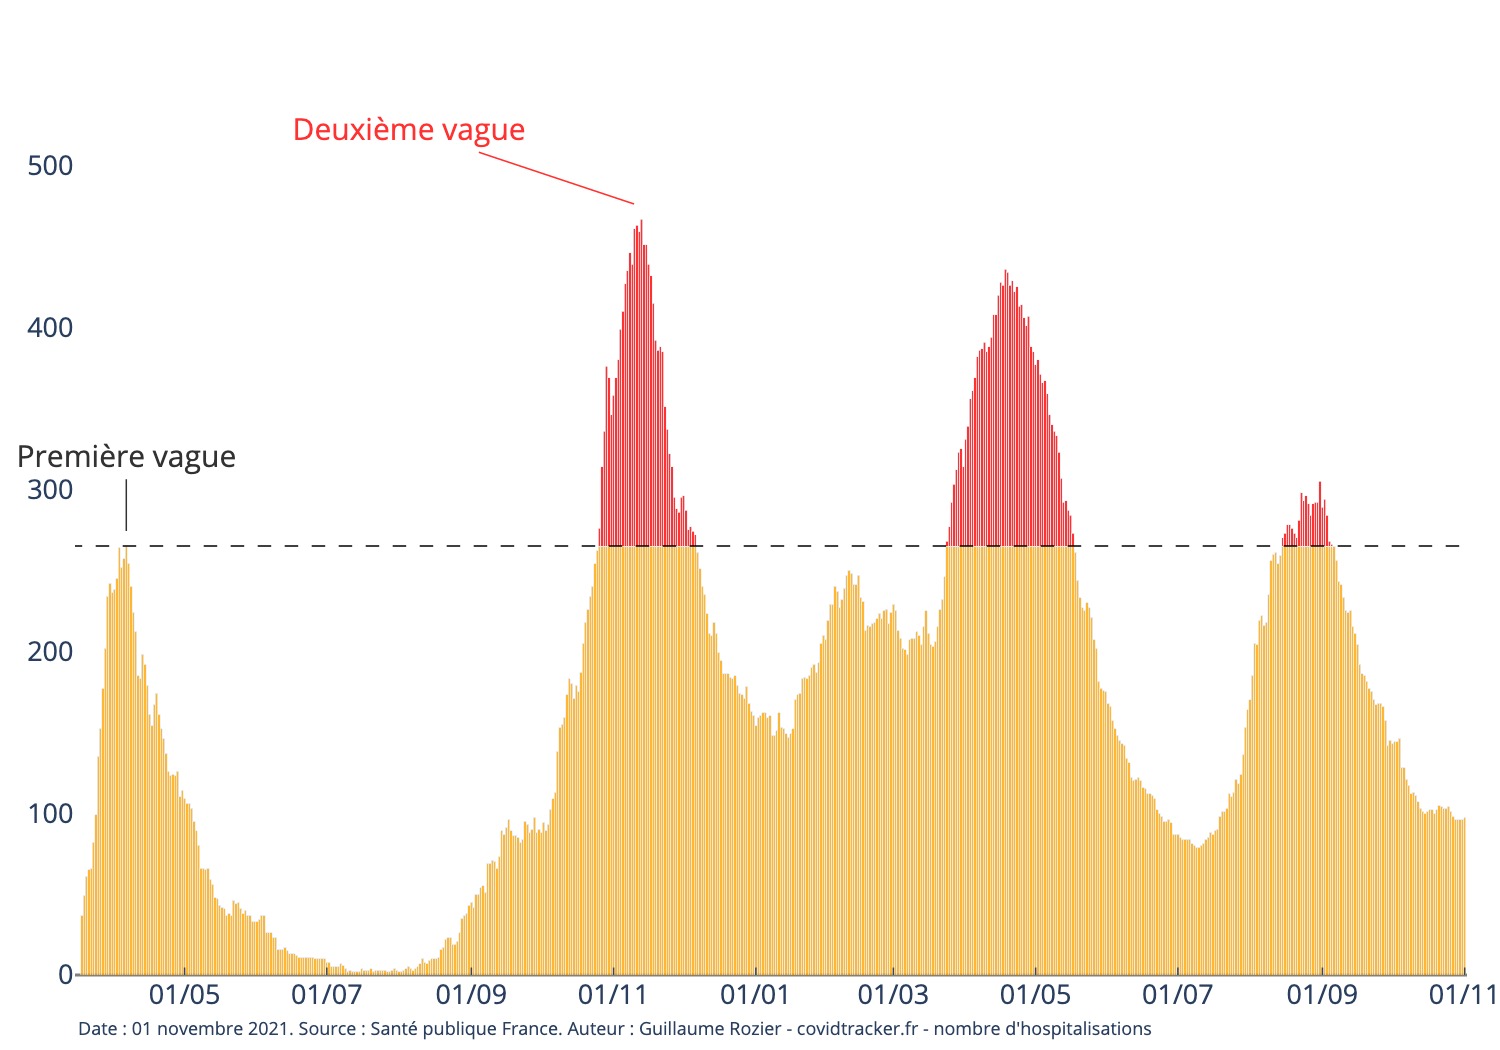 Deuxième vague
500
400
Première vague
300
200
100
0
01/05 01/07 01/09 01/11 01/01 01/03 01/05 01/07 01/09 01/11
Date : 01 novembre 2021. Source : Santé publique France. Auteur : Guillaume Rozier - covidtracker.fr - nombre d'hospitalisations